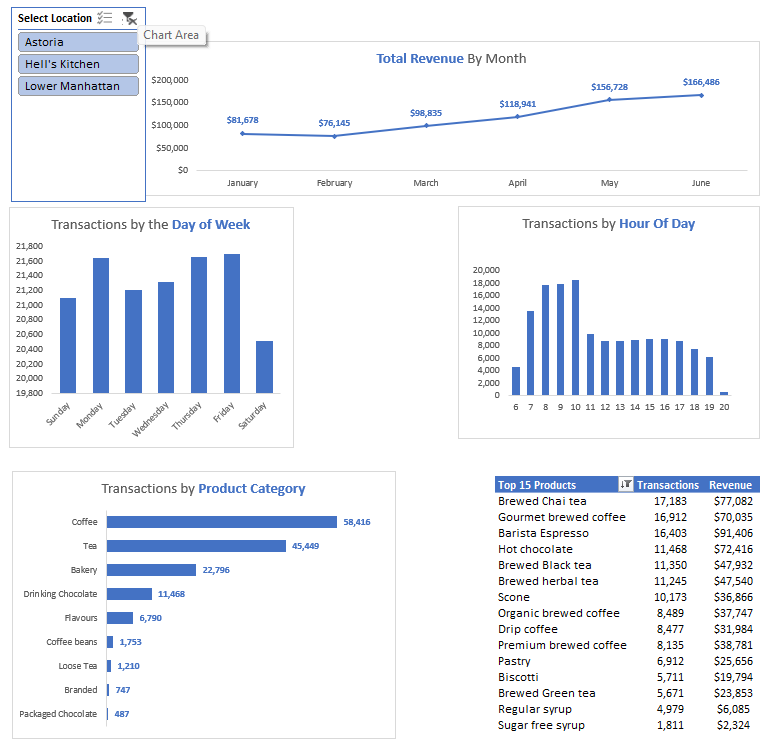 Select Location
Chart Area
Astoria
Hell's Kitchen
Lower Manhattan
Total Revenue By Month
$200,000
$150,000
$100,000
$50,000
$0
$81,678
$76,145
$98,835
$118,941
$156,728
$166,486
January February March April May June
Transactions by the Day of Week
21,800
21,600
21,400
21,200
21,000
20,800
20,600
20,400
20,200
20,000
19,800
Sunday
Monday
Tuesday
Wednesday
Thursday
Friday
Saturday
Transactions by Hour Of Day
20,000
18,000
16,000
14,000
12,000
10,000
8,000
6,000
4,000
2,000
0
6 7 8 9 10 11 12 13 14 15 16 17 18 19 20
Transactions by Product Category
Coffee 58,416
Tea 45,449
Bakery 22,796
Drinking Chocolate 11,468
Flavours 6,790
Coffee beans 1,753
Loose Tea 1,210
Branded 747
Packaged Chocolate 487
Top 15 Products Transactions Revenue
Brewed Chai tea 17,183 $77,082
Gourmet brewed coffee 16,912 $70,035
Barista Espresso 16,403 $91,406
Hot chocolate 11,468 $72,416
Brewed Black tea 11,350 $47,932
Brewed herbal tea 11,245 $47,540
Scone 10,173 $36,866
Organic brewed coffee 8,489 $37,747
Drip coffee 8,477 $31,984
Premium brewed coffee 8,135 $38,781
Pastry 6,912 $25,656
Biscotti 5,711 $19,794
Brewed Green tea 5,671 $23,853
Regular syrup 4,979 $6,085
Sugar free syrup 1,811 $2,324